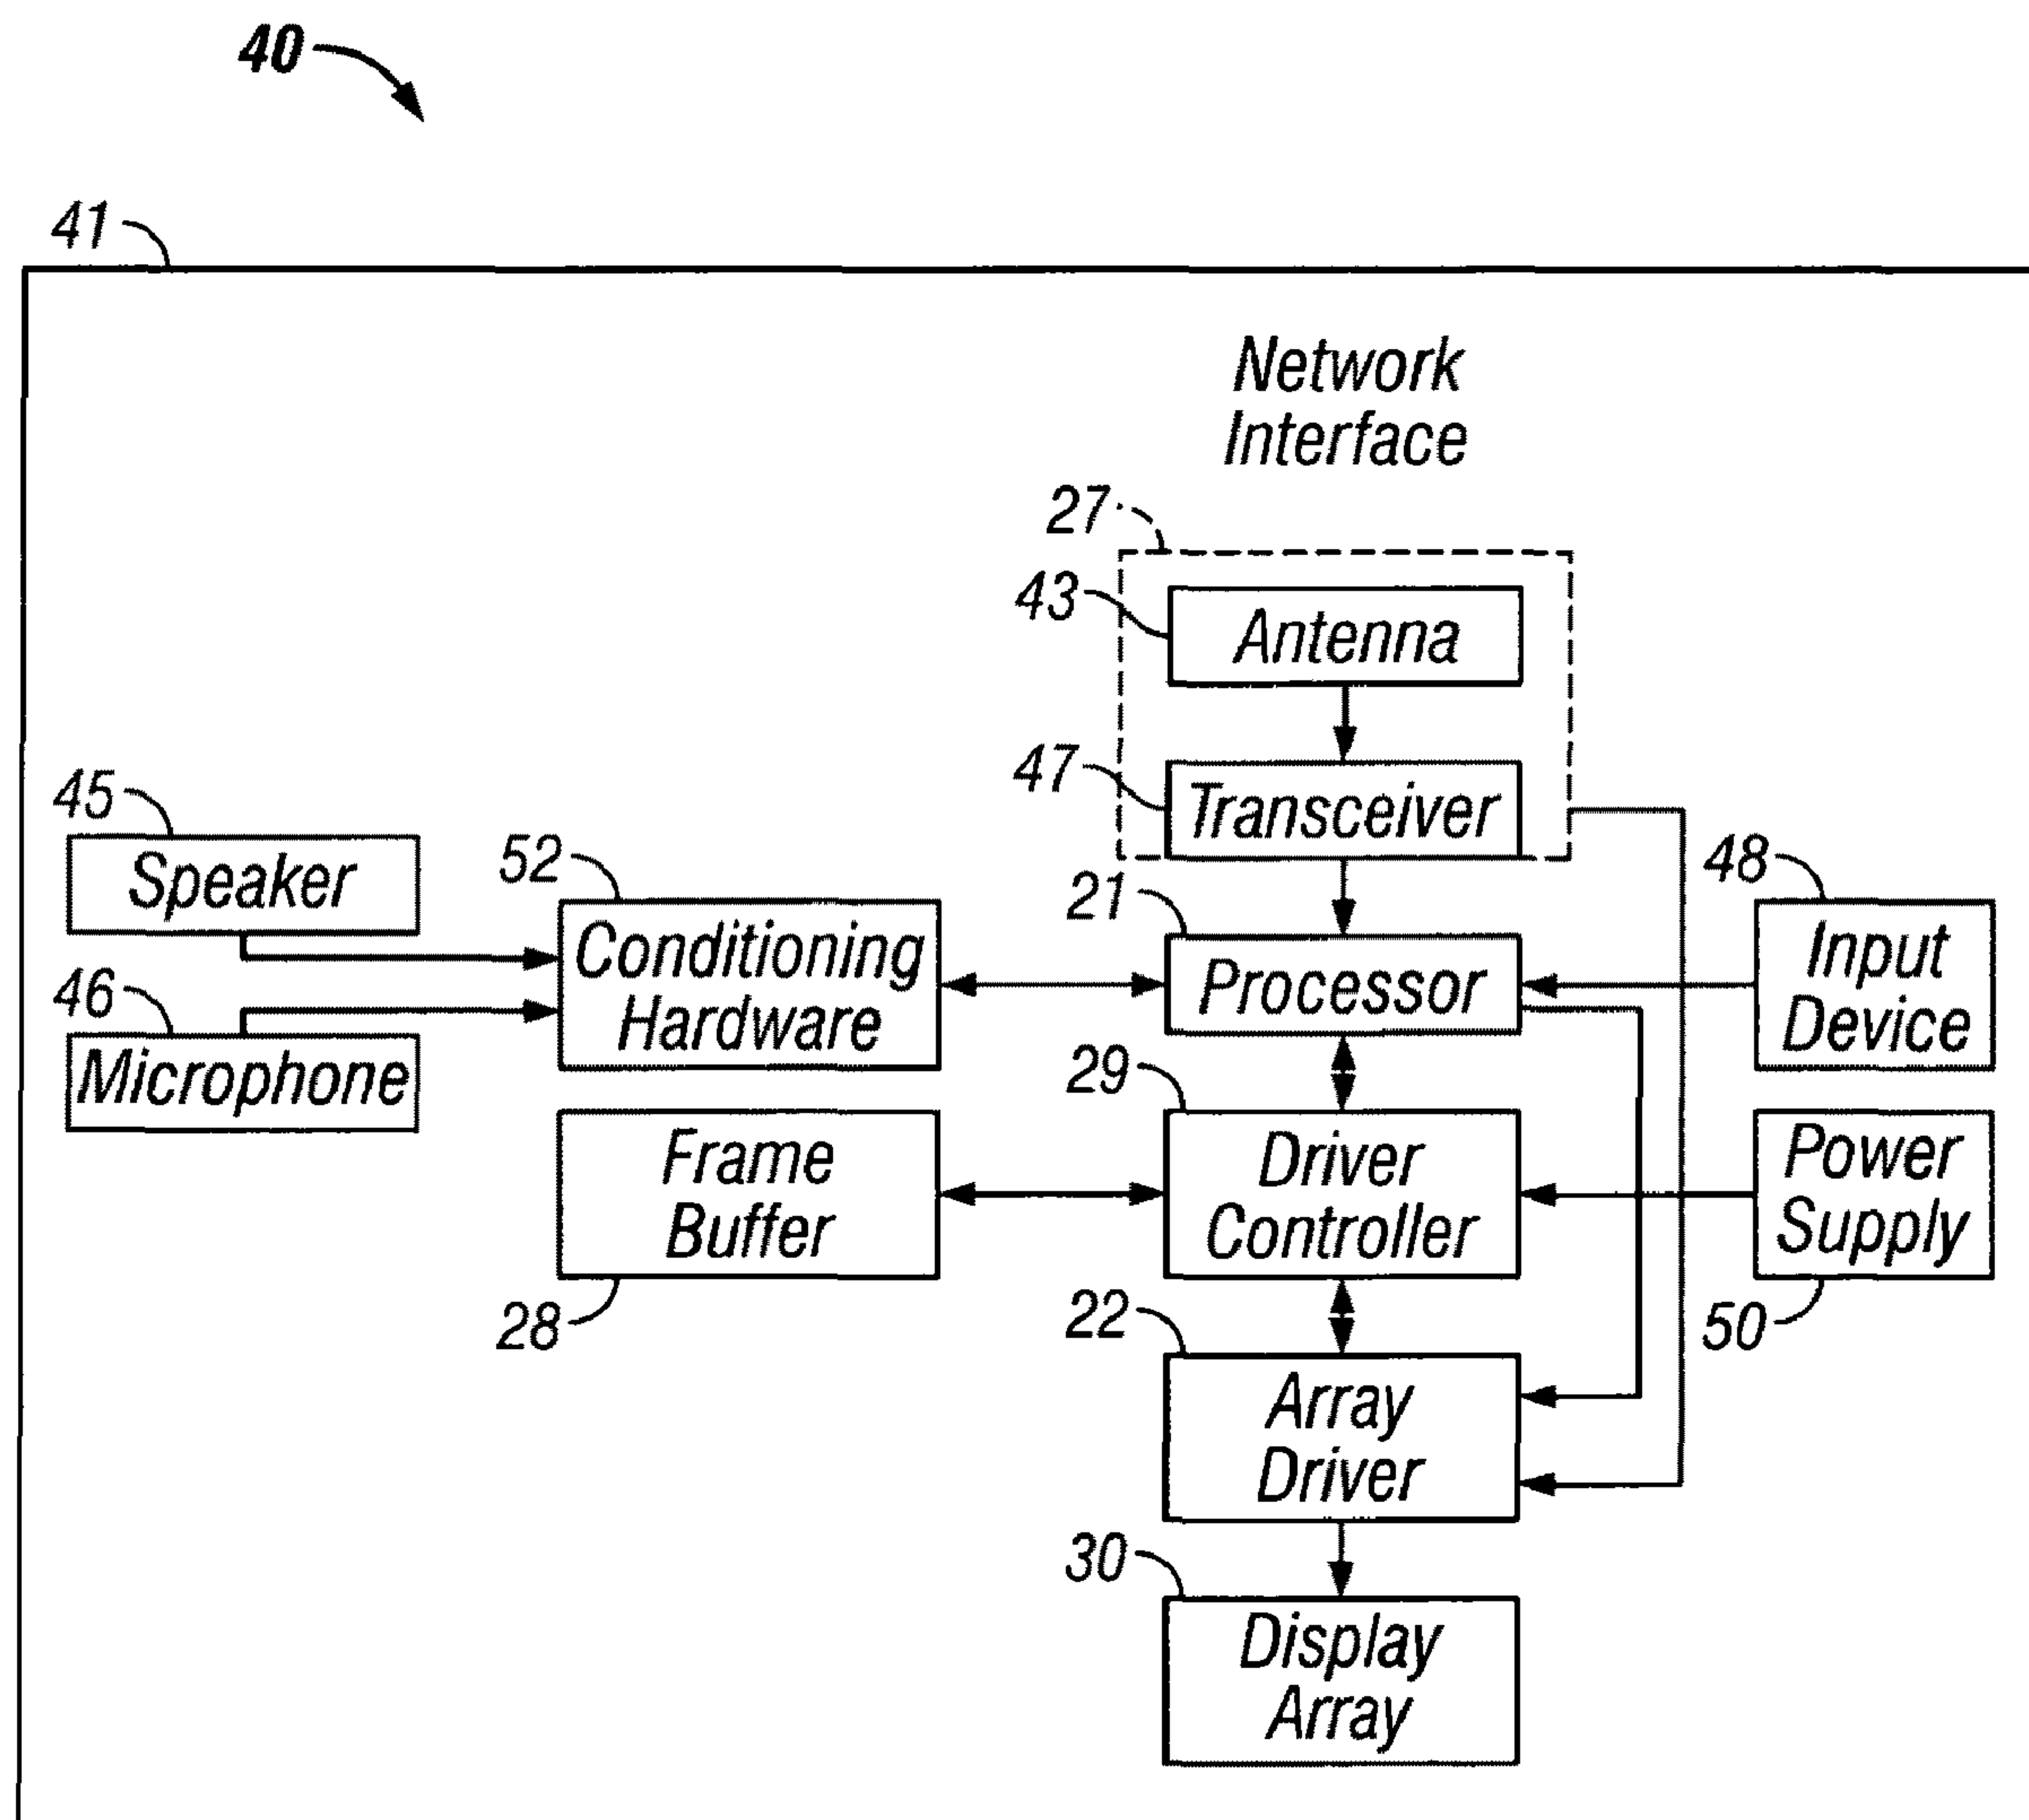 40
41
Network
Interface
27
43
Antenna
47
Transceiver
45
Speaker
52
Conditioning
Hardware
21
Processor
48
Input
Device
46
Microphone
29
Driver
Controller
Frame
Buffer
28
Power
Supply
50
22
Array
Driver
30
Display
Array